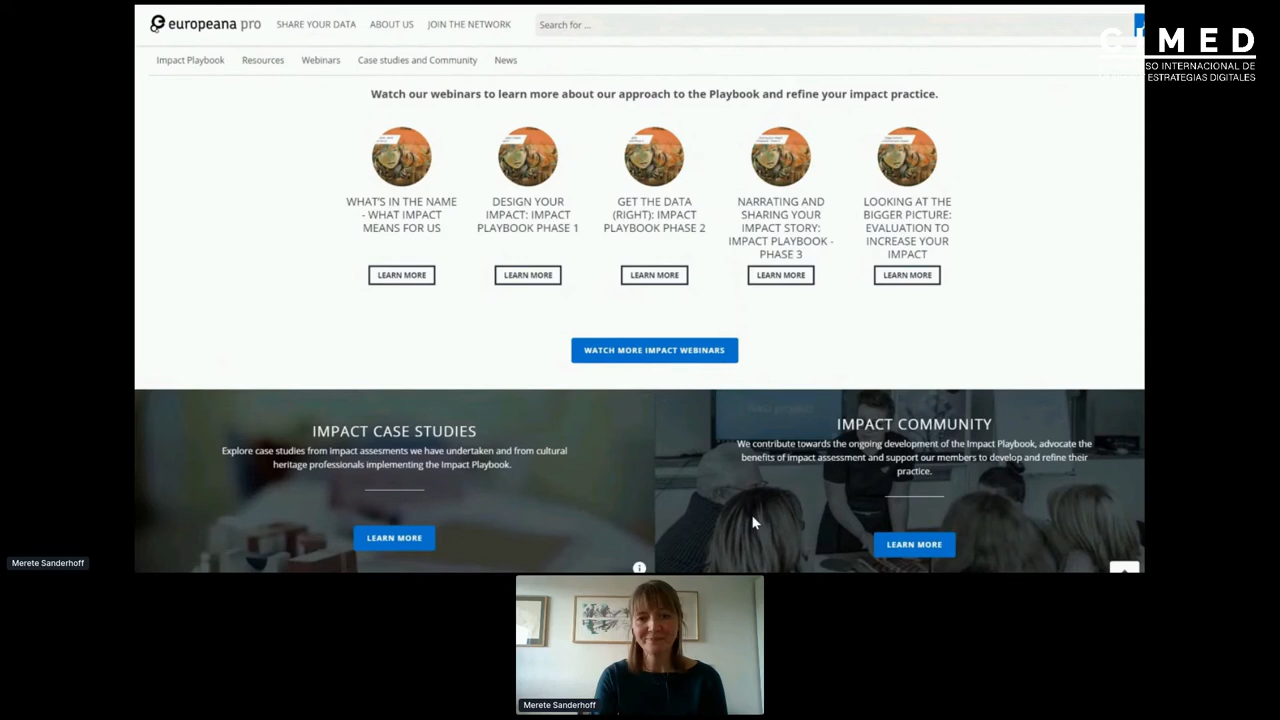 europeana pro
SHARE YOUR DATA
ABOUT US
JOIN THE NETWORK
Search for ...
MED
SO INTERNACIONAL DE
ESTRATEGIAS DIGITALES
Impact Playbook
Resources
Webinars
Case studies and Community
News
Watch our webinars to learn more about our approach to the Playbook and refine your impact practice.
WHAT'S IN THE NAME
- WHAT IMPACT
MEANS FOR US
LEARN MORE
DESIGN YOUR
IMPACT: IMPACT
PLAYBOOK PHASE 1
LEARN MORE
GET THE DATA
(RIGHT): IMPACT
PLAYBOOK PHASE 2
LEARN MORE
NARRATING AND
SHARING YOUR
IMPACT STORY:
IMPACT PLAYBOOK -
PHASE 3
LEARN MORE
LOOKING AT THE
BIGGER PICTURE:
EVALUATION TO
INCREASE YOUR
IMPACT
LEARN MORE
WATCH MORE IMPACT WEBINARS
IMPACT CASE STUDIES
Explore case studies from impact assesments we have undertaken and from cultural
heritage professionals implementing the Impact Playbook.
LEARN MORE
IMPACT COMMUNITY
We contribute towards the ongoing development of the Impact Playbook, advocate the
benefits of impact assessment and support our members to develop and refine their
practice.
LEARN MORE
Merete Sanderhoff
Merete Sanderhoff